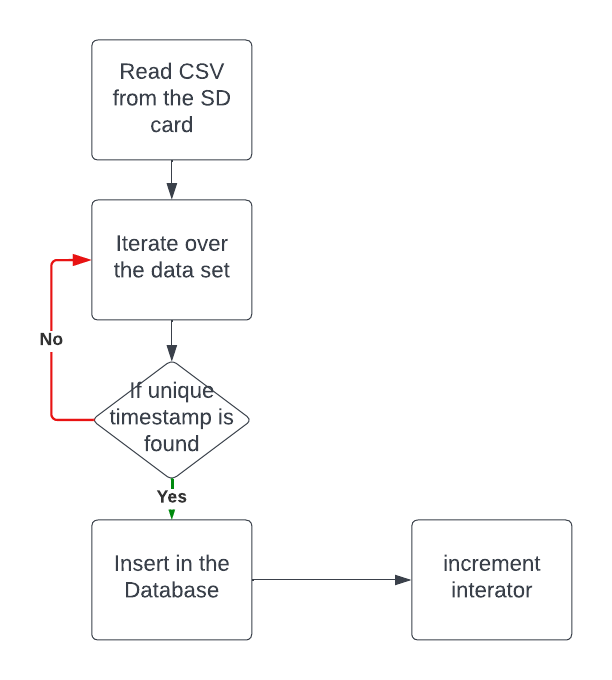 Read CSV
from the SD
card
Iterate over
the data set
No
If unique
timestamp is
found
Yes
Insert in the
Database
increment
interator